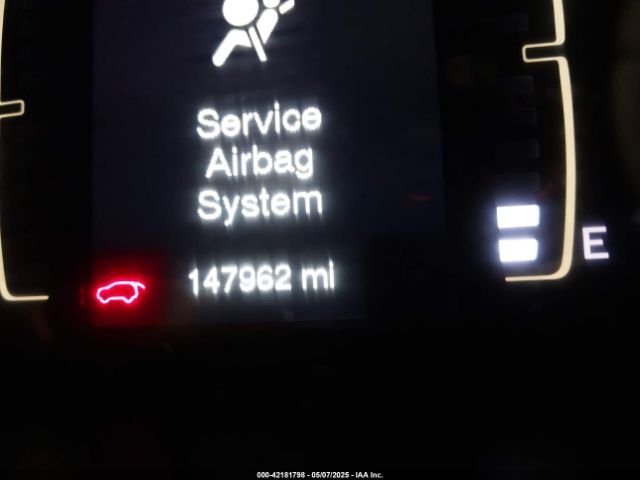 Service
Airbag
System
147962 mi
E
000-42181798 - 05/07/2025 - IAA Inc.